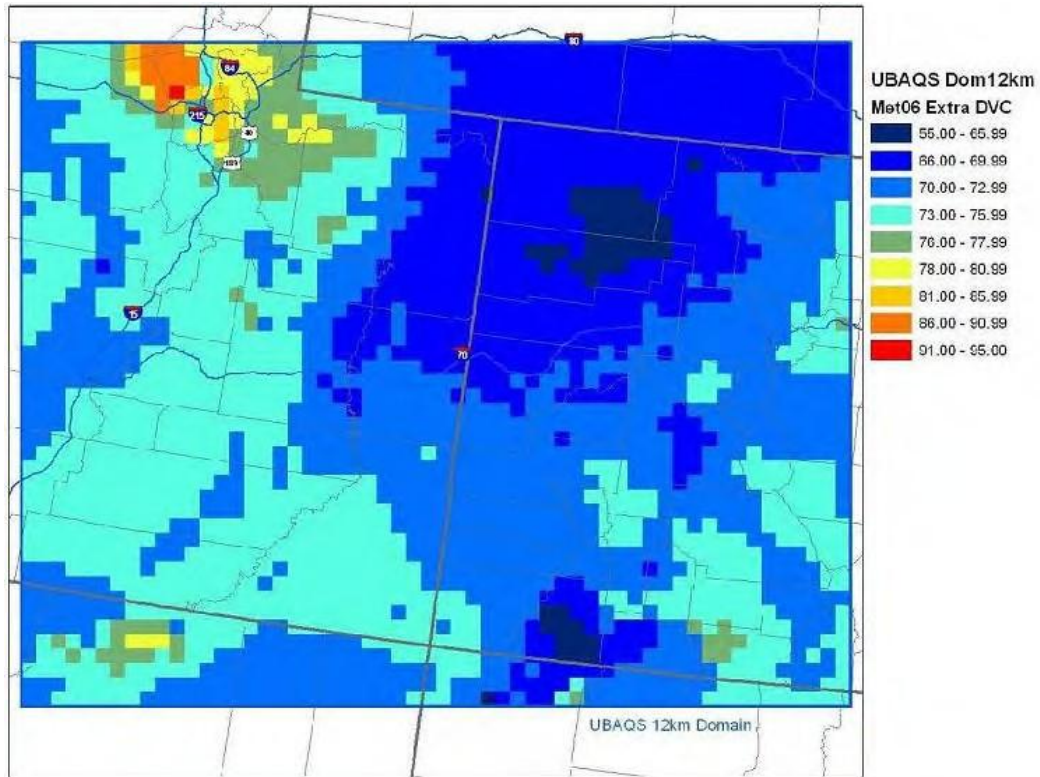 80
84
215
40
189
15
70
UBAQS Dom12km
Met06 Extra DVC
55.00 - 65.99
66.00 - 69.99
70.00 - 72.99
73.00 - 75.99
76.00 - 77.99
78.00 - 80.99
81.00 - 85.99
86.00 - 90.99
91.00 - 95.00
UBAQS 12km Domain